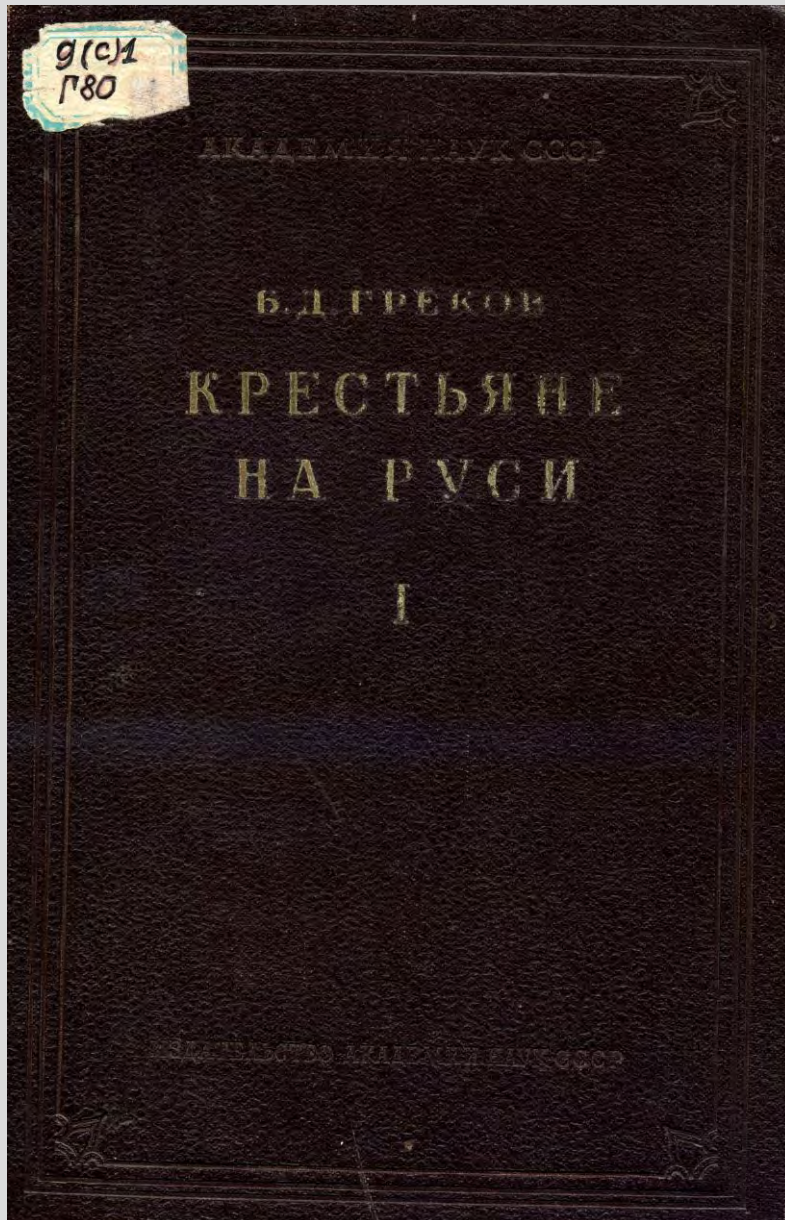 9(с)1
Г80
АКАДЕМИЯ НАУК СССР
Б. Д. ГРЕКОВ
КРЕСТЬЯНЕ
НА РУСИ
I
ИЗДАТЕЛЬСТВО АКАДЕМИИ НАУК СССР